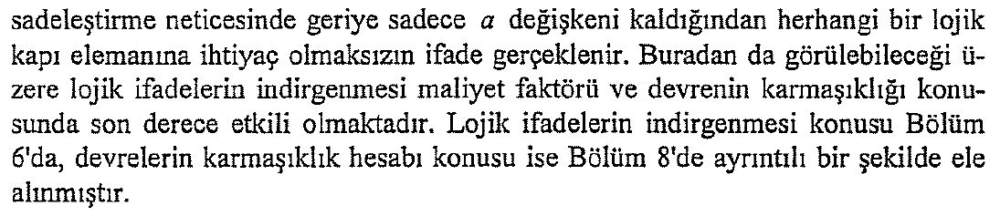 sadeleştirme neticesinde geriye sadece a değişkeni kaldığından herhangi bir lojik
kapı elemanına ihtiyaç olmaksızın ifade gerçeklenir. Buradan da görülebileceği ü-
zere lojik ifadelerin indirgenmesi maliyet faktörü ve devrenin karmaşıklığı konu-
sunda son derece etkili olmaktadır. Lojik ifadelerin indirgenmesi konusu Bölüm
6'da, devrelerin karmaşıklık hesabı konusu ise Bölüm 8'de ayrıntılı bir şekilde ele
alınmıştır.